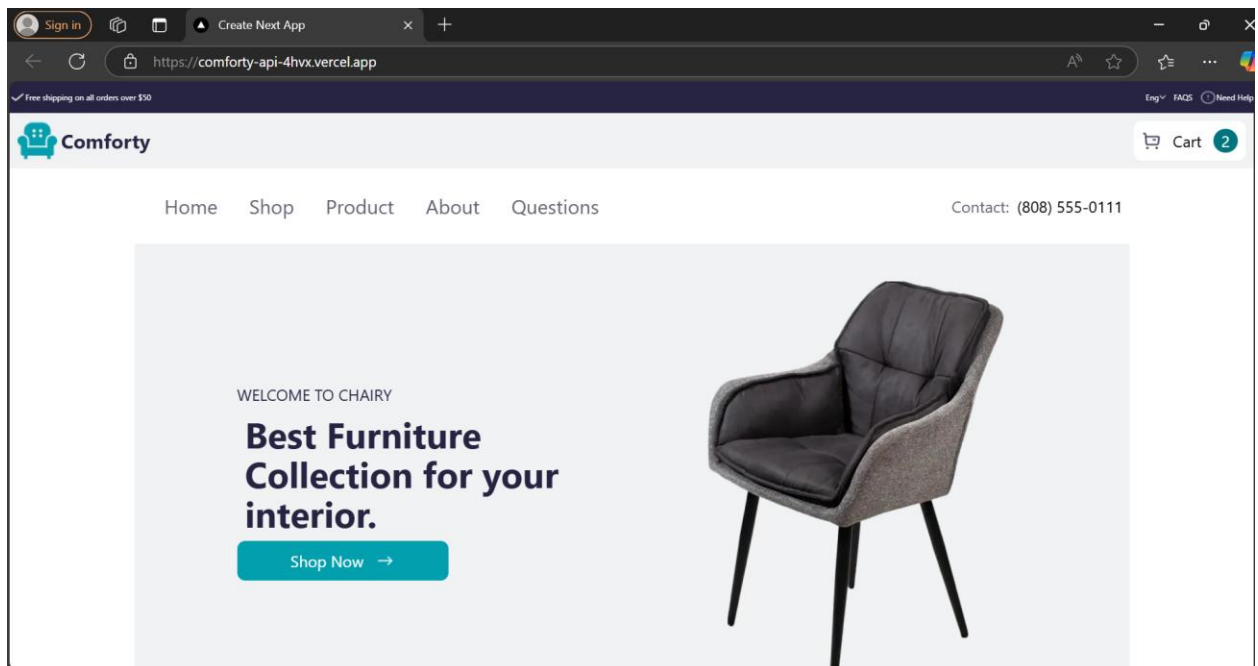 Sign in
Create Next App
https://comforty-api-4hvx.vercel.app
Free shipping on all orders over $50
Eng FAQS Need Help
Comforty
Cart 2
Home Shop Product About Questions
Contact: (808) 555-0111
WELCOME TO CHAIRY
Best Furniture
Collection for your
interior.
Shop Now →